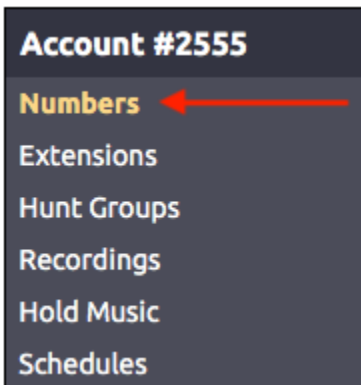 Account #2555
Numbers
Extensions
Hunt Groups
Recordings
Hold Music
Schedules